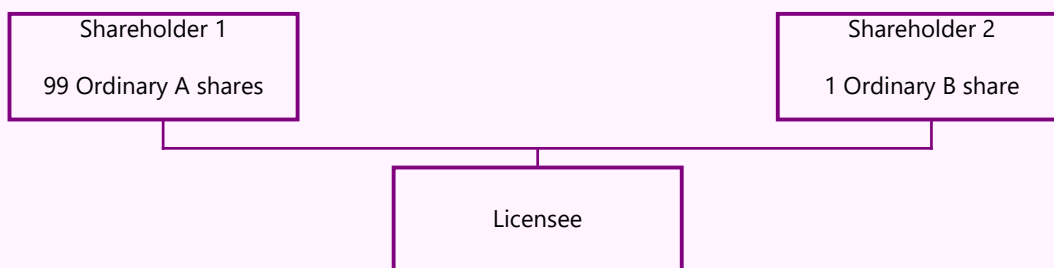 Shareholder 1
99 Ordinary A shares
Shareholder 2
1 Ordinary B share
Licensee